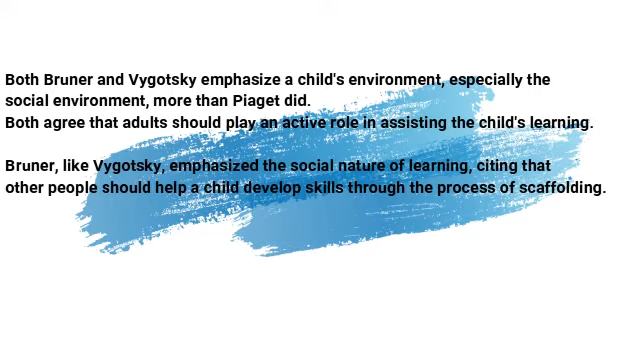 Both Bruner and Vygotsky emphasize a child's environment, especially the
social environment, more than Piaget did.
Both agree that adults should play an active role in assisting the child's learning.
Bruner, like Vygotsky, emphasized the social nature of learning, citing that
other people should help a child develop skills through the process of scaffolding.